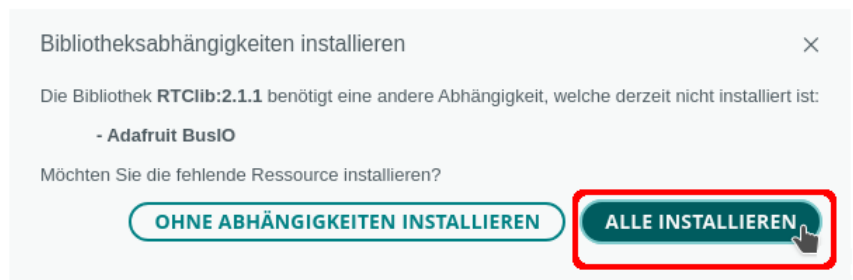 Bibliotheksabhängigkeiten installieren
Die Bibliothek RTClib:2.1.1 benötigt eine andere Abhängigkeit, welche derzeit nicht installiert ist:
- Adafruit BusIO
Möchten Sie die fehlende Ressource installieren?
OHNE ABHÄNGIGKEITEN INSTALLIEREN ALLE INSTALLIEREN